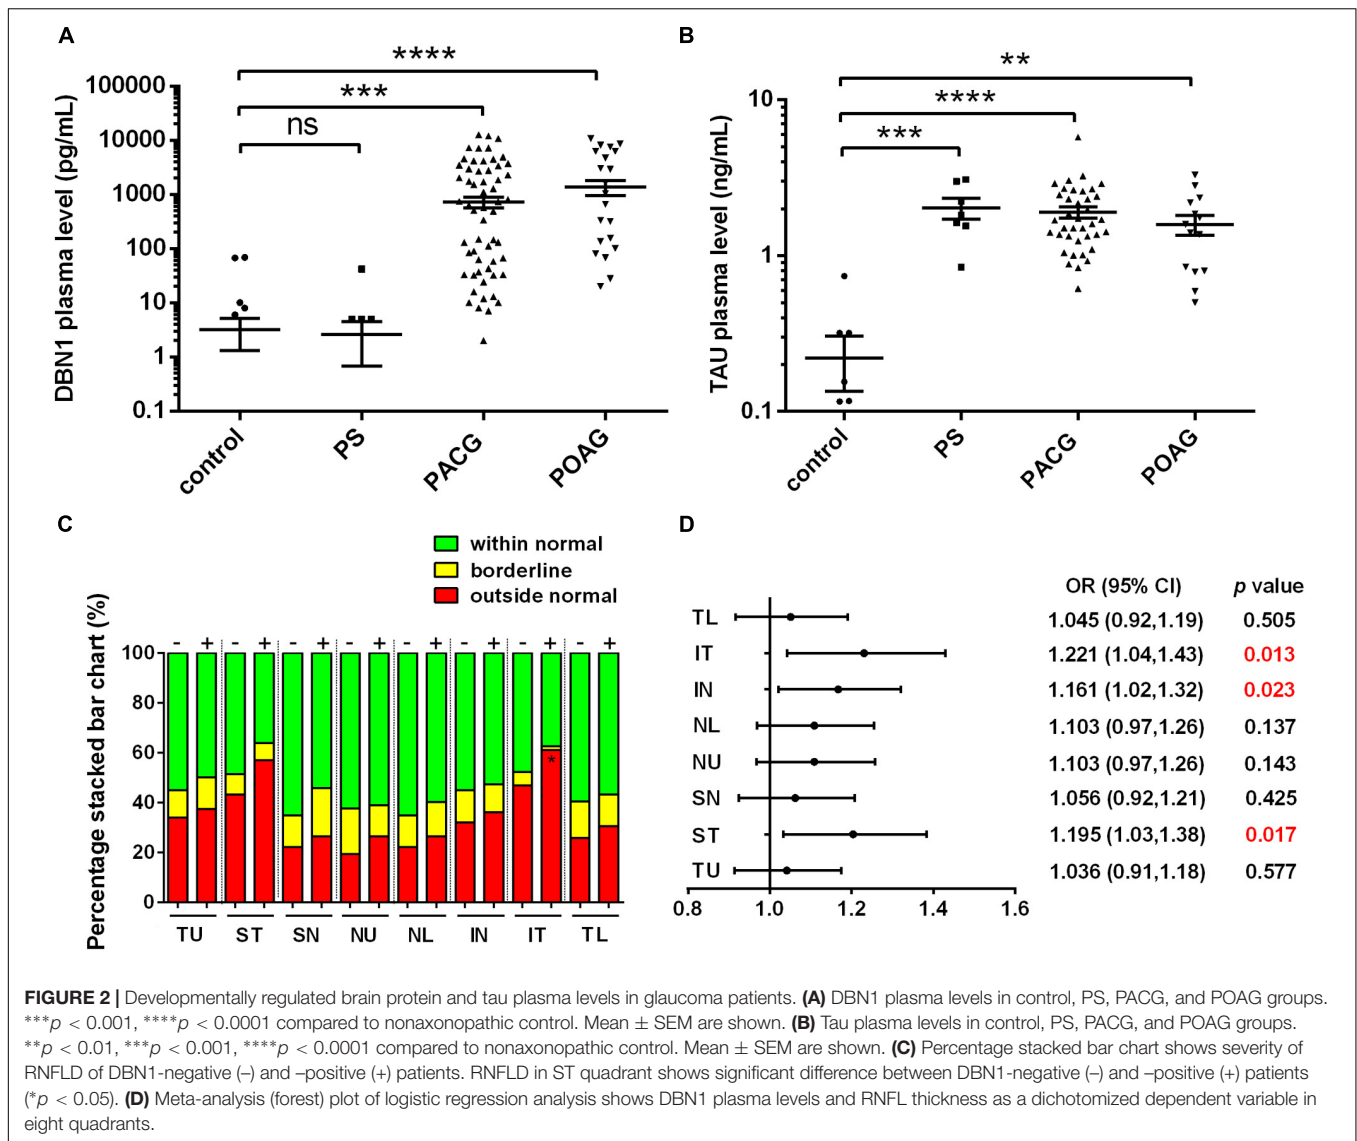 A
****
***
ns
DBN1 plasma level (pg/mL)
100000
10000
1000
100
10
1
0.1
control
PS
PACG
POAG
B
**
****
***
TAU plasma level (ng/mL)
10
1
0.1
control
PS
PACG
POAG
C
within normal
borderline
outside normal
Percentage stacked bar chart (%)
- + - + - + - + - + - + - + - +
100
80
60
40
20
0
*
TU ST SN NU NL IN IT TL
D
OR (95% CI) p value
TL 1.045 (0.92,1.19) 0.505
IT 1.221 (1.04,1.43) 0.013
IN 1.161 (1.02,1.32) 0.023
NL 1.103 (0.97,1.26) 0.137
NU 1.103 (0.97,1.26) 0.143
SN 1.056 (0.92,1.21) 0.425
ST 1.195 (1.03,1.38) 0.017
TU 1.036 (0.91,1.18) 0.577
0.8 1.0 1.2 1.4 1.6
FIGURE 2 | Developmentally regulated brain protein and tau plasma levels in glaucoma patients. (A) DBN1 plasma levels in control, PS, PACG, and POAG groups.
***p < 0.001, ****p < 0.0001 compared to nonaxonopathic control. Mean ± SEM are shown. (B) Tau plasma levels in control, PS, PACG, and POAG groups.
**p < 0.01, ***p < 0.001, ****p < 0.0001 compared to nonaxonopathic control. Mean ± SEM are shown. (C) Percentage stacked bar chart shows severity of
RNFLD of DBN1-negative (–) and –positive (+) patients. RNFLD in ST quadrant shows significant difference between DBN1-negative (–) and –positive (+) patients
(*p < 0.05). (D) Meta-analysis (forest) plot of logistic regression analysis shows DBN1 plasma levels and RNFL thickness as a dichotomized dependent variable in
eight quadrants.